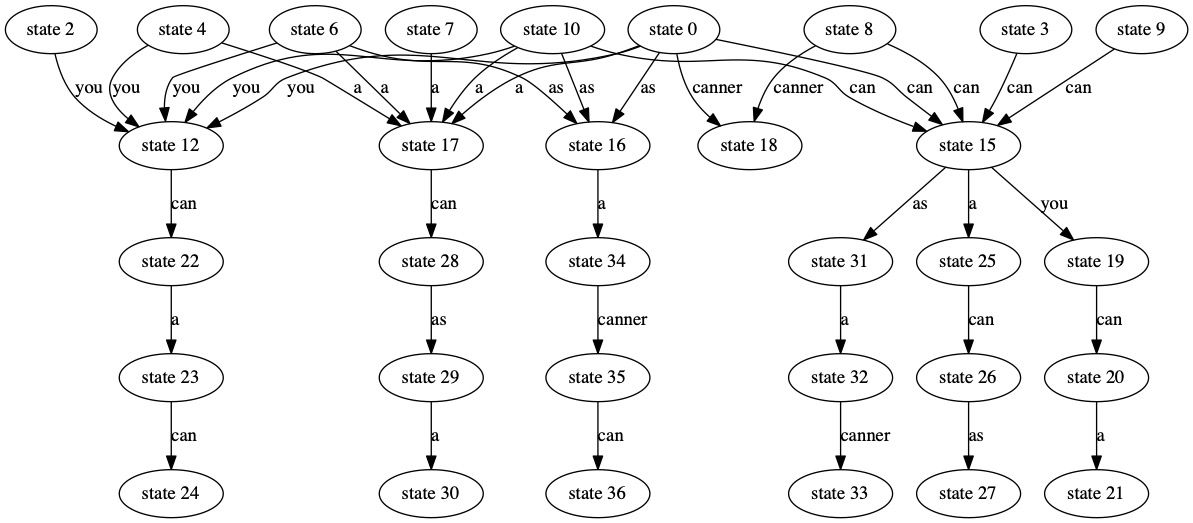 state 2 state 4 state 6 state 7 state 10 state 0 state 8 state 3 state 9
you you you you you a a a a a as as as canner canner can can can can can
state 12 state 17 state 16 state 18 state 15
can can a as a you
state 22 state 28 state 34 state 31 state 25 state 19
a as canner a can can
state 23 state 29 state 35 state 32 state 26 state 20
can a can canner as a
state 24 state 30 state 36 state 33 state 27 state 21